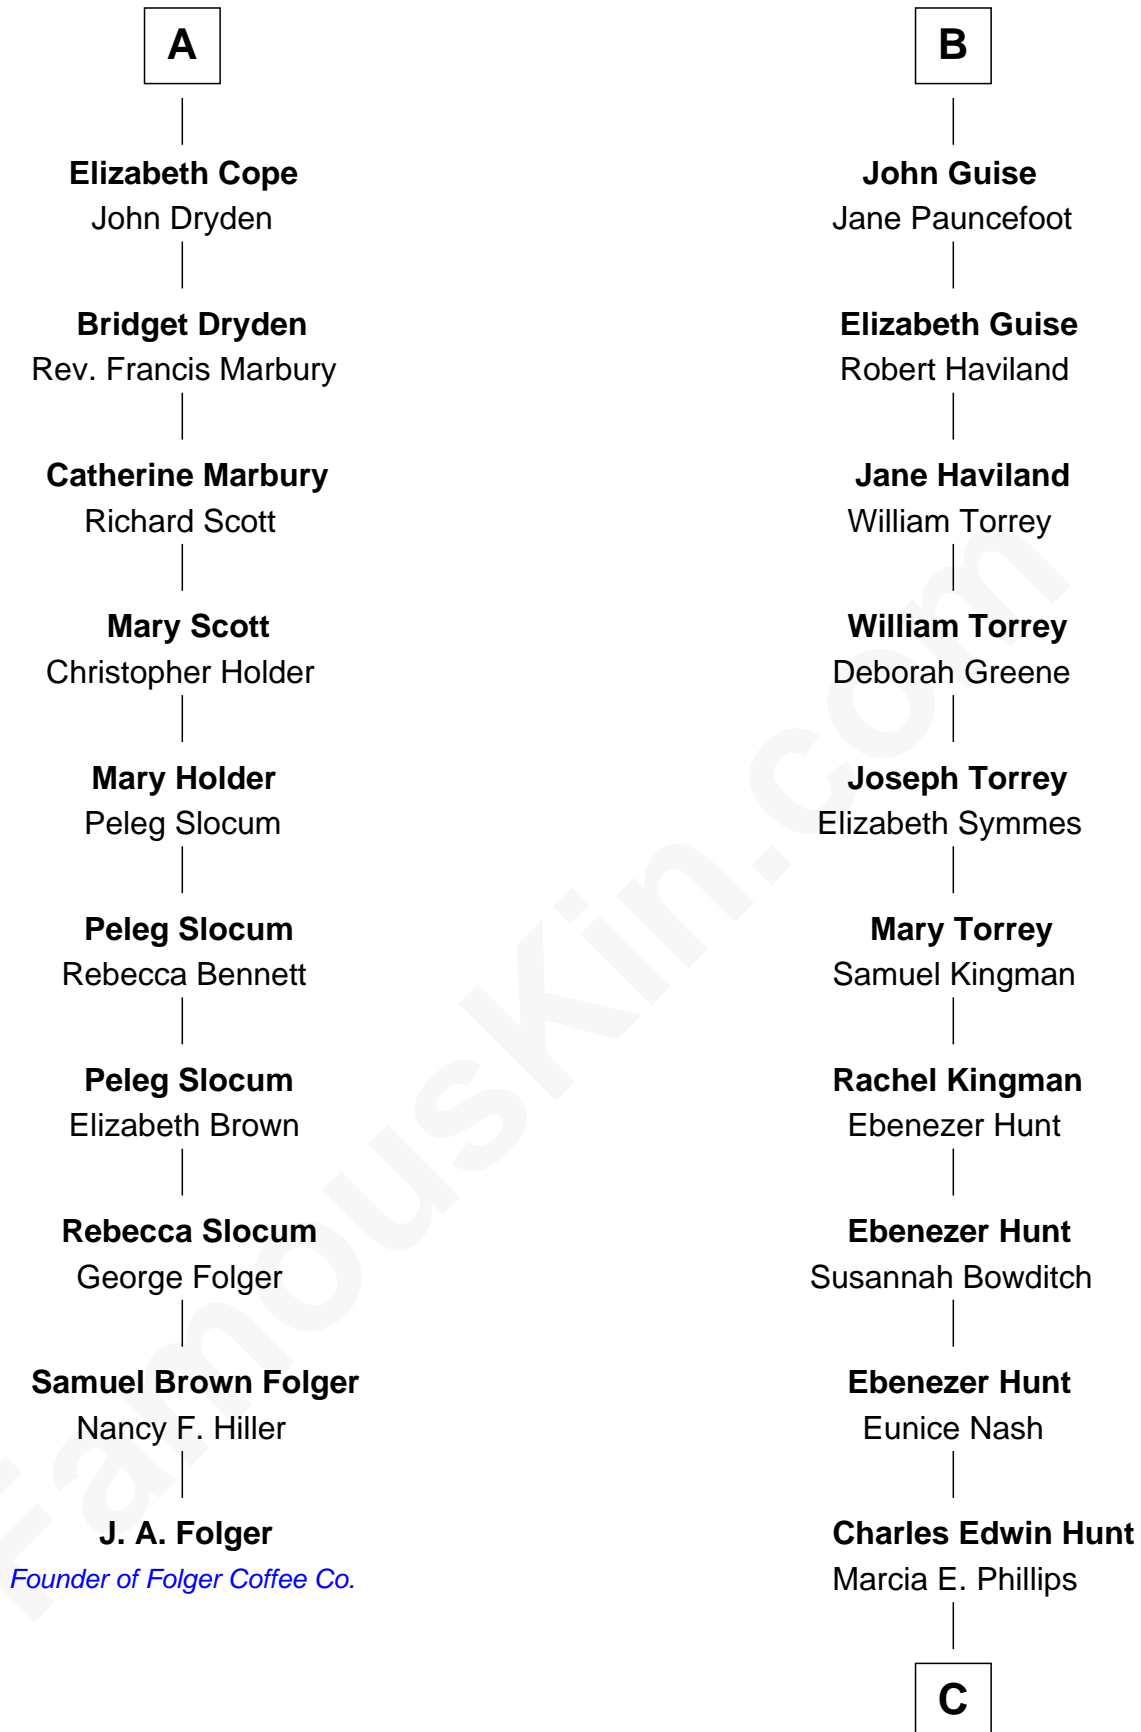 A
Elizabeth Cope
John Dryden
Bridget Dryden
Rev. Francis Marbury
Catherine Marbury
Richard Scott
Mary Scott
Christopher Holder
Mary Holder
Peleg Slocum
Peleg Slocum
Rebecca Bennett
Peleg Slocum
Elizabeth Brown
Rebecca Slocum
George Folger
Samuel Brown Folger
Nancy F. Hiller
J. A. Folger
Founder of Folger Coffee Co.
B
John Guise
Jane Pauncefoot
Elizabeth Guise
Robert Haviland
Jane Haviland
William Torrey
William Torrey
Deborah Greene
Joseph Torrey
Elizabeth Symmes
Mary Torrey
Samuel Kingman
Rachel Kingman
Ebenezer Hunt
Ebenezer Hunt
Susannah Bowditch
Ebenezer Hunt
Eunice Nash
Charles Edwin Hunt
Marcia E. Phillips
C
FamousKin.com